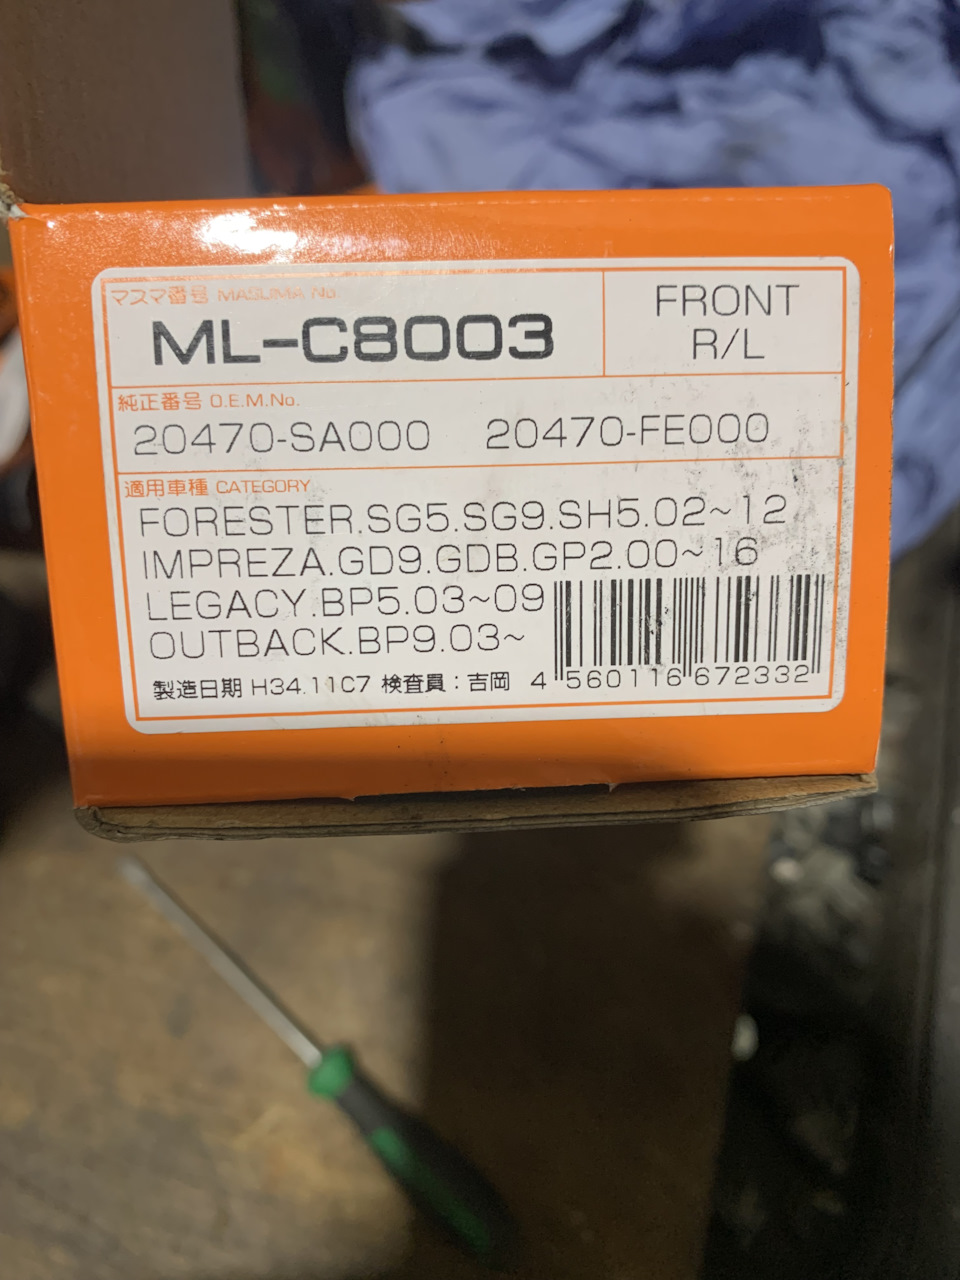 マスマ番号 MASUMA No.
ML-C8003
FRONT
R/L
純正番号 O.E.M.No.
20470-SA000 20470-FE000
適用車種 CATEGORY
FORESTER.SG5.SG9.SH5.02~12
IMPREZA.GD9.GDB.GP2.00~16
LEGACY.BP5.03~09
OUTBACK.BP9.03~
製造日期 H34.11C7 検査員：吉岡
4 560116 672332